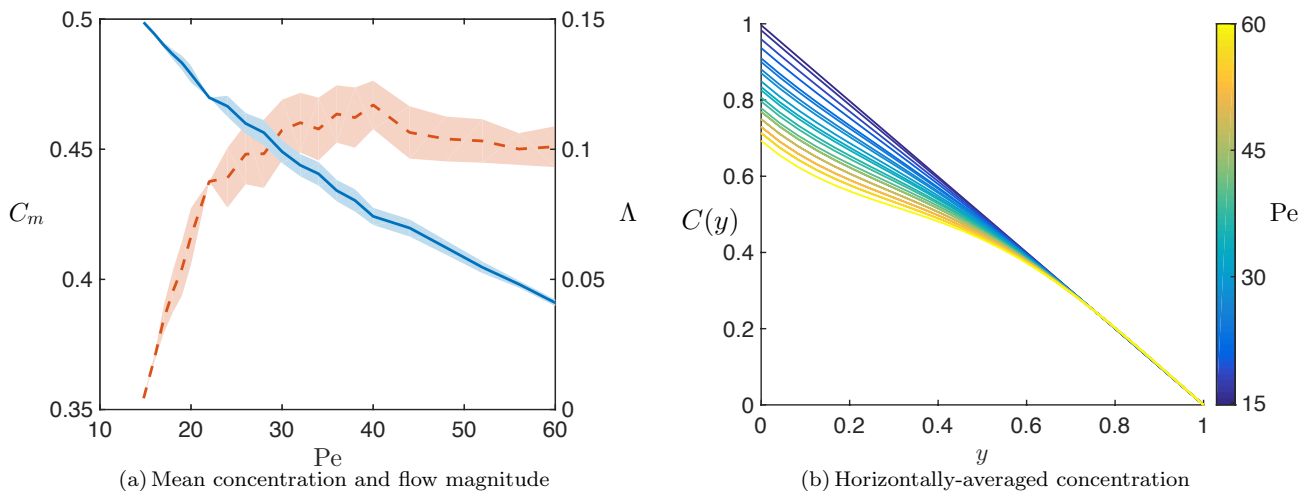 0.5
0.45
0.4
0.35
C_m
10 20 30 40 50 60
Pe
0.15
0.1
0.05
0
Λ
(a) Mean concentration and flow magnitude
1
0.8
0.6
0.4
0.2
0
C(y)
0 0.2 0.4 0.6 0.8 1
y
60
30
15
Pe
(b) Horizontally-averaged concentration